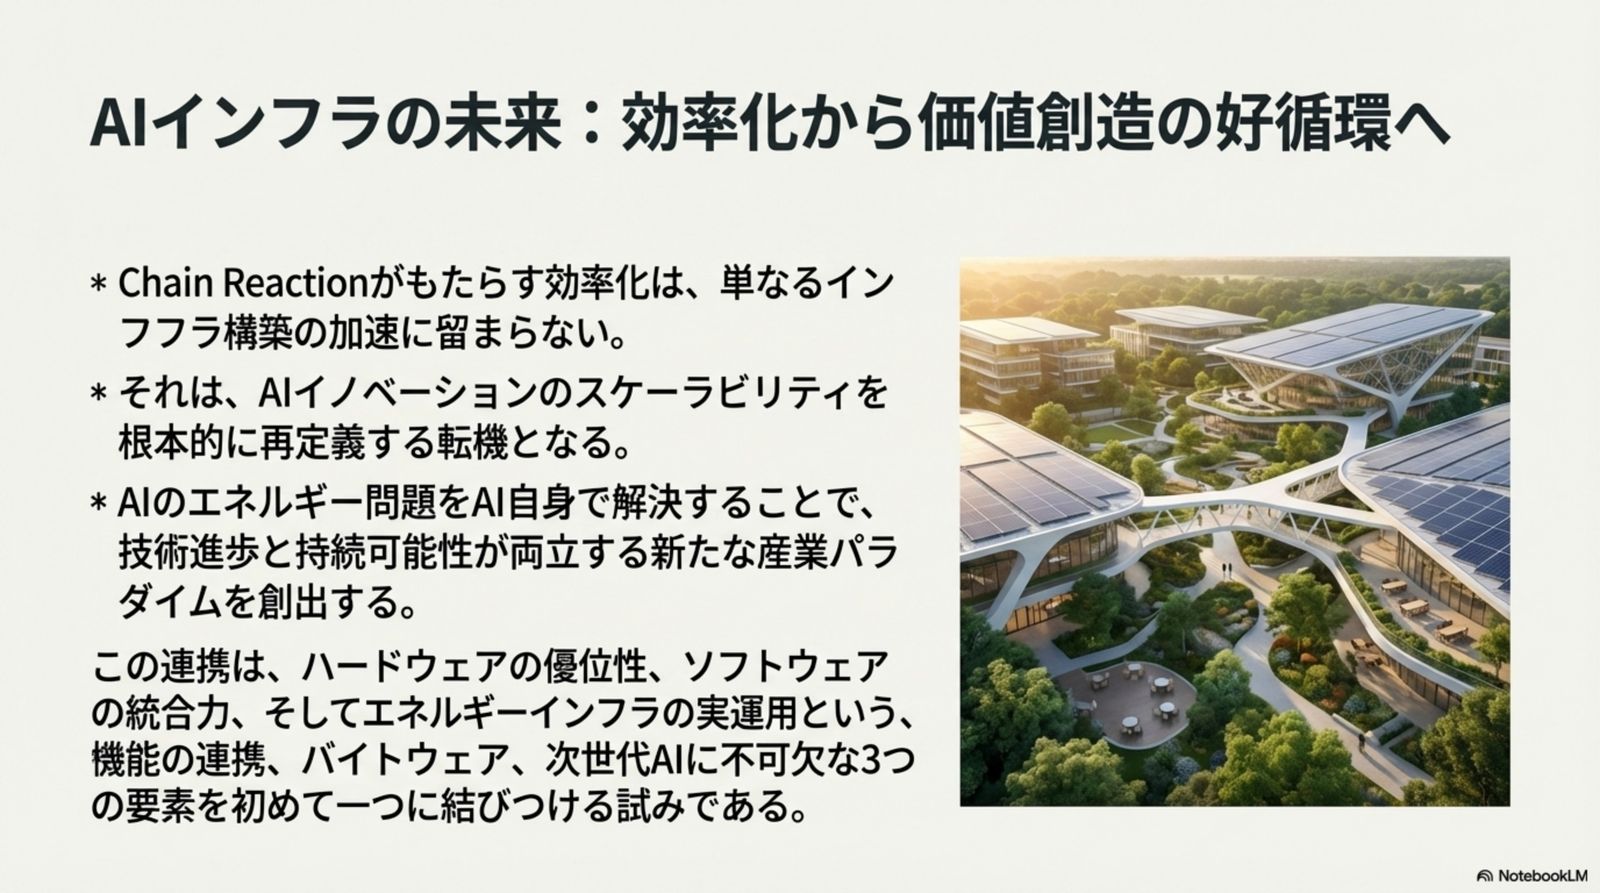 AIインフラの未来：効率化から価値創造の好循環へ
* Chain Reactionがもたらす効率化は、単なるイン
フフラ構築の加速に留まらない。
* それは、AIイノベーションのスケーラビリティを
根本的に再定義する転機となる。
* AIのエネルギー問題をAI自身で解決することで、
技術進歩と持続可能性が両立する新たな産業パラ
ダイムを創出する。
この連携は、ハードウェアの優位性、ソフトウェア
の統合力、そしてエネルギーインフラの実運用という、
機能の連携、バイトウェア、次世代AIに不可欠な3つ
の要素を初めて一つに結びつける試みである。
NotebookLM